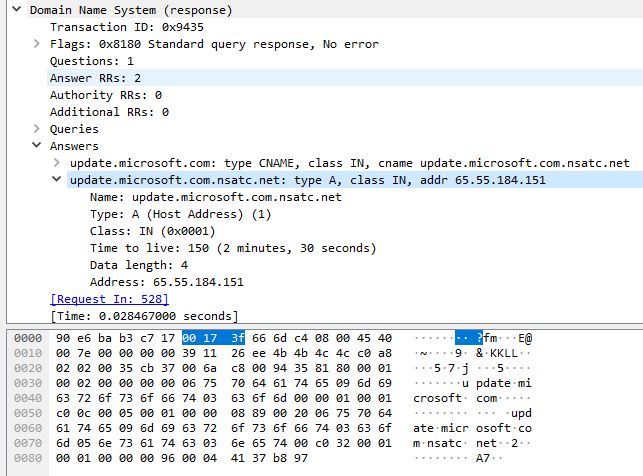 Domain Name System (response)
Transaction ID: 0x9435
Flags: 0x8180 Standard query response, No error
Questions: 1
Answer RRs: 2
Authority RRs: 0
Additional RRs: 0
Queries
Answers
update.microsoft.com: type CNAME, class IN, cname update.microsoft.com.nsatc.net
update.microsoft.com.nsatc.net: type A, class IN, addr 65.55.184.151
Name: update.microsoft.com.nsatc.net
Type: A (Host Address) (1)
Class: IN (0x0001)
Time to live: 150 (2 minutes, 30 seconds)
Data length: 4
Address: 65.55.184.151
[Request In: 528]
[Time: 0.028467000 seconds]
0000 90 e6 ba b3 c7 17 00 17 3f 66 6d c4 08 00 45 40 ········ ?fm···E@
0010 00 7e 00 00 00 00 39 11 26 ee 4b 4b 4c 4c c0 a8 ·~····9· &·KKLL··
0020 02 02 00 35 cb 37 00 6a c8 00 94 35 81 80 00 01 ···5·7·j ···5····
0030 00 02 00 00 00 00 06 75 70 64 61 74 65 09 6d 69 ·······u pdate·mi
0040 63 72 6f 73 6f 66 74 03 63 6f 6d 00 00 01 00 01 crosoft· com·····
0050 c0 0c 00 05 00 01 00 00 08 89 00 20 06 75 70 64 ········ ··· ·upd
0060 61 74 65 09 6d 69 63 72 6f 73 6f 66 74 03 63 6f ate·micr osoft·co
0070 6d 05 6e 73 61 74 63 03 6e 65 74 00 c0 32 00 01 m·nsatc· net··2··
0080 00 01 00 00 00 96 00 04 41 37 b8 97 ········ A7··